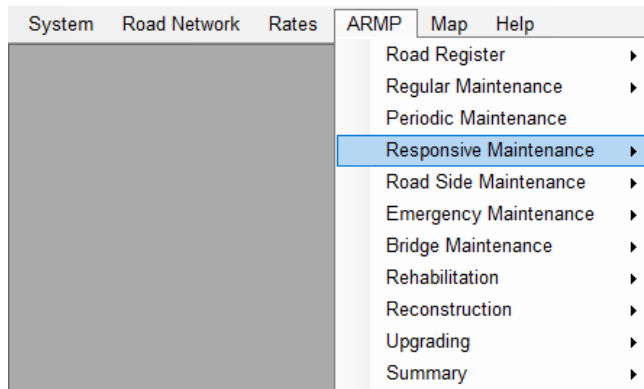 System Road Network Rates ARMP Map Help
Road Register
Regular Maintenance
Periodic Maintenance
Responsive Maintenance
Road Side Maintenance
Emergency Maintenance
Bridge Maintenance
Rehabilitation
Reconstruction
Upgrading
Summary